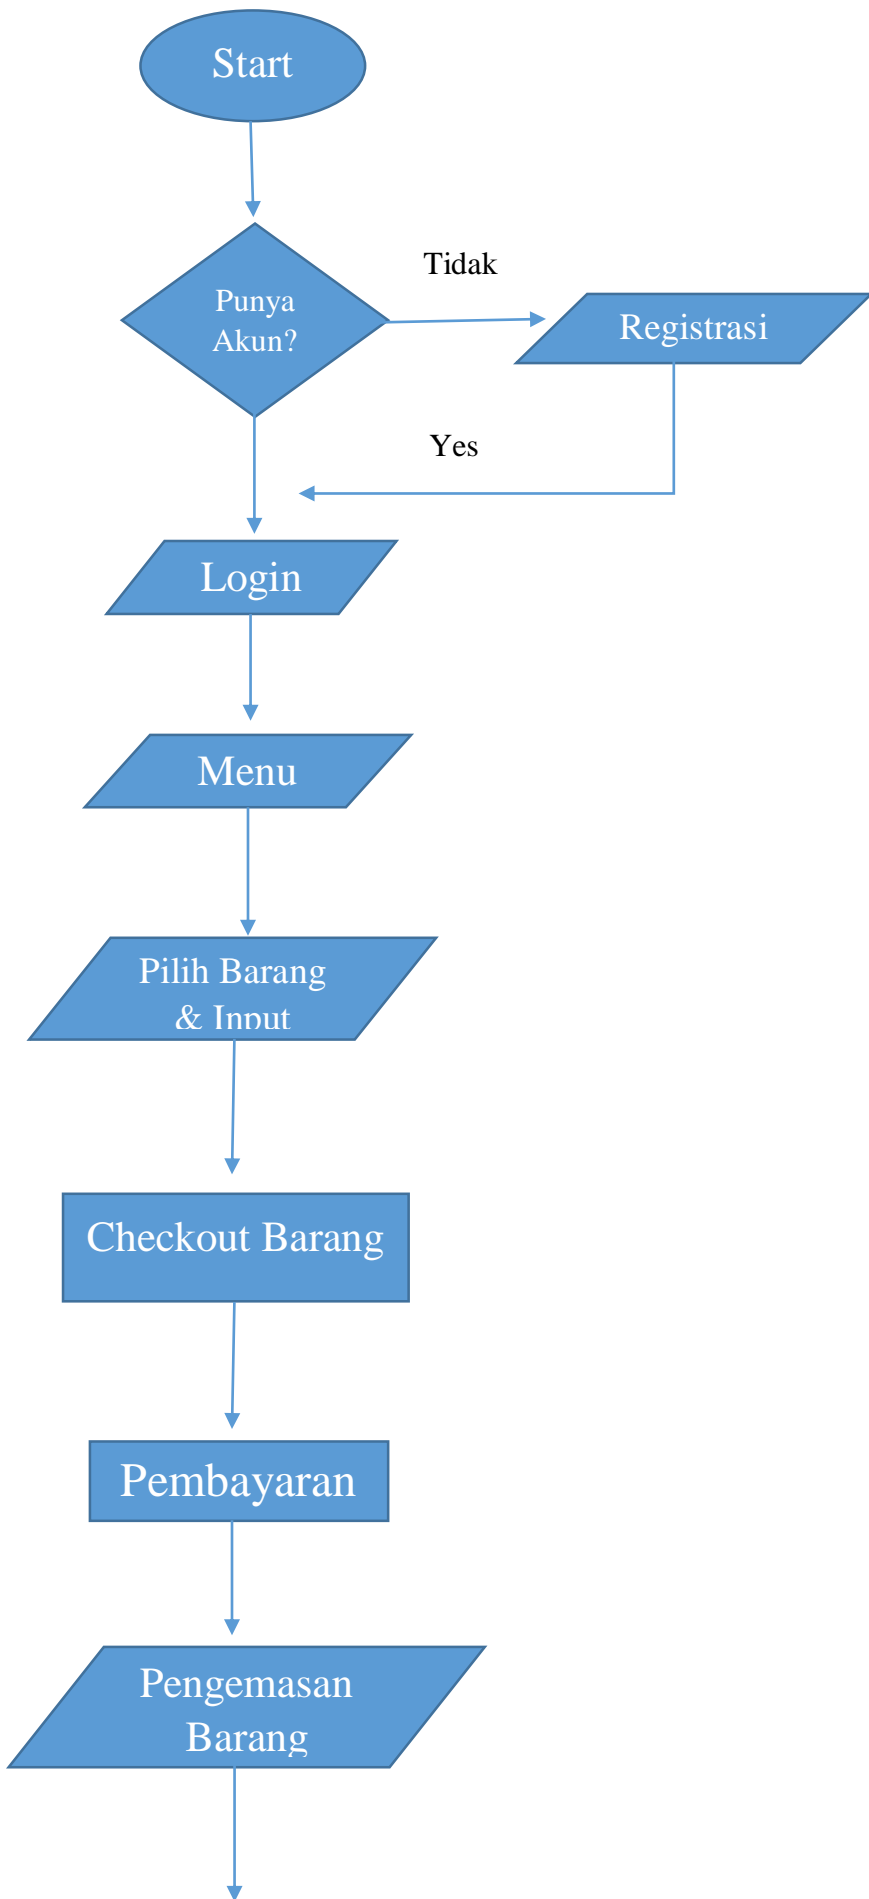 Start
Tidak
Punya
Akun?
Registrasi
Yes
Login
Menu
Pilih Barang
& Input
Checkout Barang
Pembayaran
Pengemasan
Barang